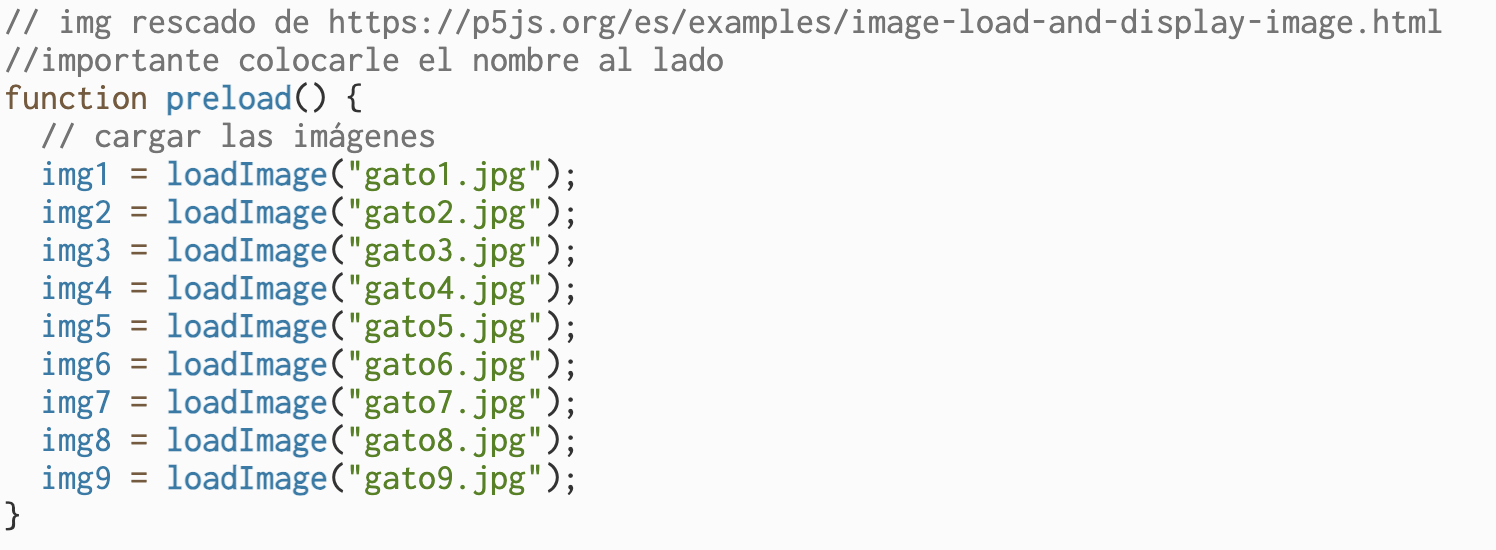 // img rescado de https://p5js.org/es/examples/image-load-and-display-image.html
//importante colocarle el nombre al lado
function preload() {
  // cargar las imágenes
  img1 = loadImage("gato1.jpg");
  img2 = loadImage("gato2.jpg");
  img3 = loadImage("gato3.jpg");
  img4 = loadImage("gato4.jpg");
  img5 = loadImage("gato5.jpg");
  img6 = loadImage("gato6.jpg");
  img7 = loadImage("gato7.jpg");
  img8 = loadImage("gato8.jpg");
  img9 = loadImage("gato9.jpg");
}